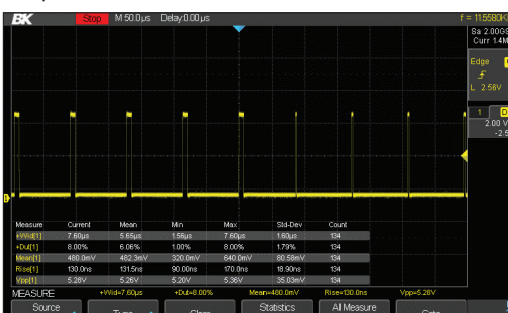 BK Stop M 50.0µs Delay:0.00µs f = 11.5580K
Sa 2.00GS
Curr 1.4M
Edge
L 2.56V
1 D
2.00 V
-2.5
Measure Current Mean Min Max Std-Dev Count
+Wid[1] 7.60µs 5.65µs 1.56µs 7.60µs 1.60µs 134
+Dut[1] 8.00% 6.06% 1.00% 8.00% 1.79% 134
Mean[1] 480.0mV 482.3mV 320.0mV 640.0mV 80.58mV 134
Rise[1] 130.0ns 131.5ns 90.00ns 170.0ns 18.90ns 134
Vpp[1] 5.28V 5.26V 5.20V 5.36V 35.03mV 134
MEASURE +Wid=7.60µs +Dut=8.00% Mean=480.0mV Rise=130.0ns Vpp=5.28V
Source Type Clear Statistics All Measure Gate